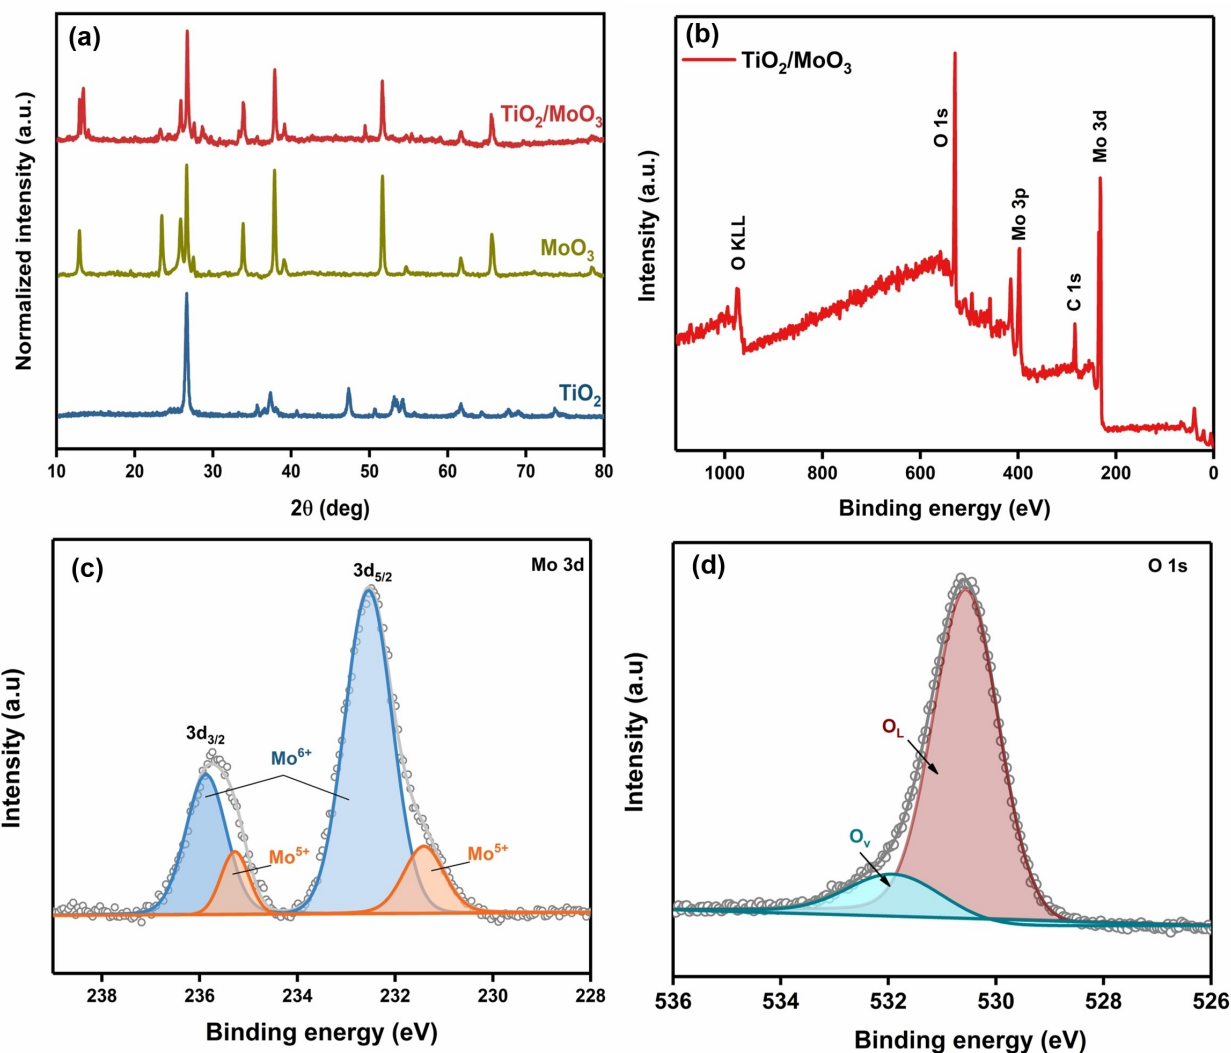 (a)
Normalized intensity (a.u.)
TiO2/MoO3
MoO3
TiO2
10 20 30 40 50 60 70 80
2θ (deg)
(b)
TiO2/MoO3
Intensity (a.u.)
O KLL
O 1s
Mo 3p
C 1s
Mo 3d
1000 800 600 400 200 0
Binding energy (eV)
(c)
Mo 3d
Intensity (a.u)
3d5/2
3d3/2
Mo6+
Mo5+
Mo5+
238 236 234 232 230 228
Binding energy (eV)
(d)
O 1s
Intensity (a.u)
OL
Ov
536 534 532 530 528 526
Binding energy (eV)